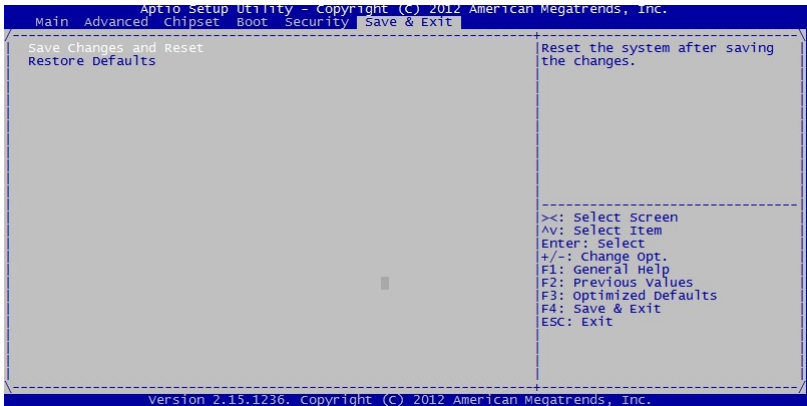 Aptio Setup Utility - Copyright (C) 2012 American Megatrends, Inc.
Main Advanced Chipset Boot Security Save & Exit
Save Changes and Reset
Restore Defaults
Reset the system after saving
the changes.
><: Select Screen
^v: Select Item
Enter: Select
+/-: Change Opt.
F1: General Help
F2: Previous Values
F3: Optimized Defaults
F4: Save & Exit
ESC: Exit
Version 2.15.1236. Copyright (C) 2012 American Megatrends, Inc.